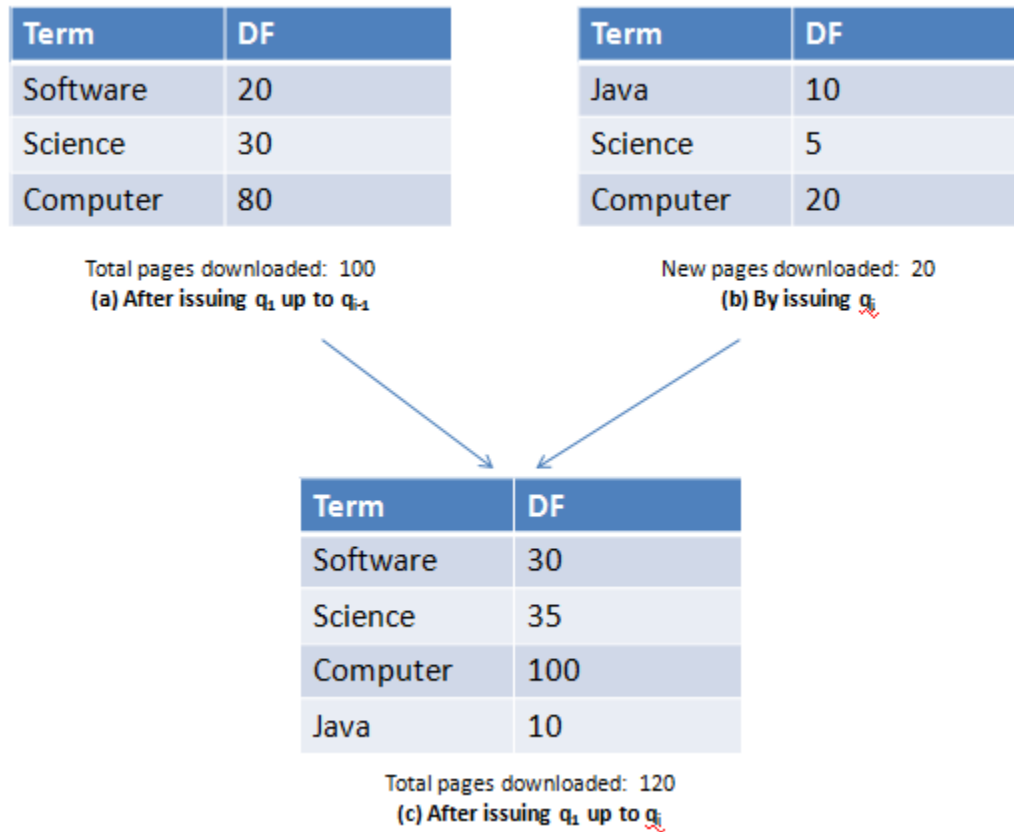 Term DF
Software 20
Science 30
Computer 80
Total pages downloaded: 100
(a) After issuing q₁ up to qᵢ₋₁
Term DF
Java 10
Science 5
Computer 20
New pages downloaded: 20
(b) By issuing qᵢ
Term DF
Software 30
Science 35
Computer 100
Java 10
Total pages downloaded: 120
(c) After issuing q₁ up to qᵢ